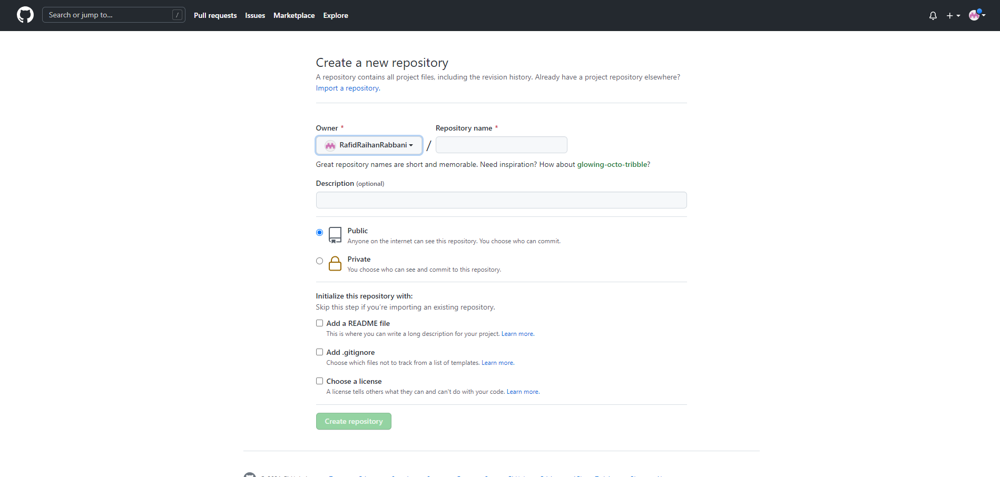 Search or jump to...
/
Pull requests
Issues
Marketplace
Explore
Create a new repository
A repository contains all project files, including the revision history. Already have a project repository elsewhere?
Import a repository.
Owner *
Repository name *
RafidRaihanRabbani
/
Great repository names are short and memorable. Need inspiration? How about glowing-octo-tribble?
Description (optional)
Public
Anyone on the internet can see this repository. You choose who can commit.
Private
You choose who can see and commit to this repository.
Initialize this repository with:
Skip this step if you're importing an existing repository.
Add a README file
This is where you can write a long description for your project. Learn more.
Add .gitignore
Choose which files not to track from a list of templates. Learn more.
Choose a license
A license tells others what they can and can't do with your code. Learn more.
Create repository